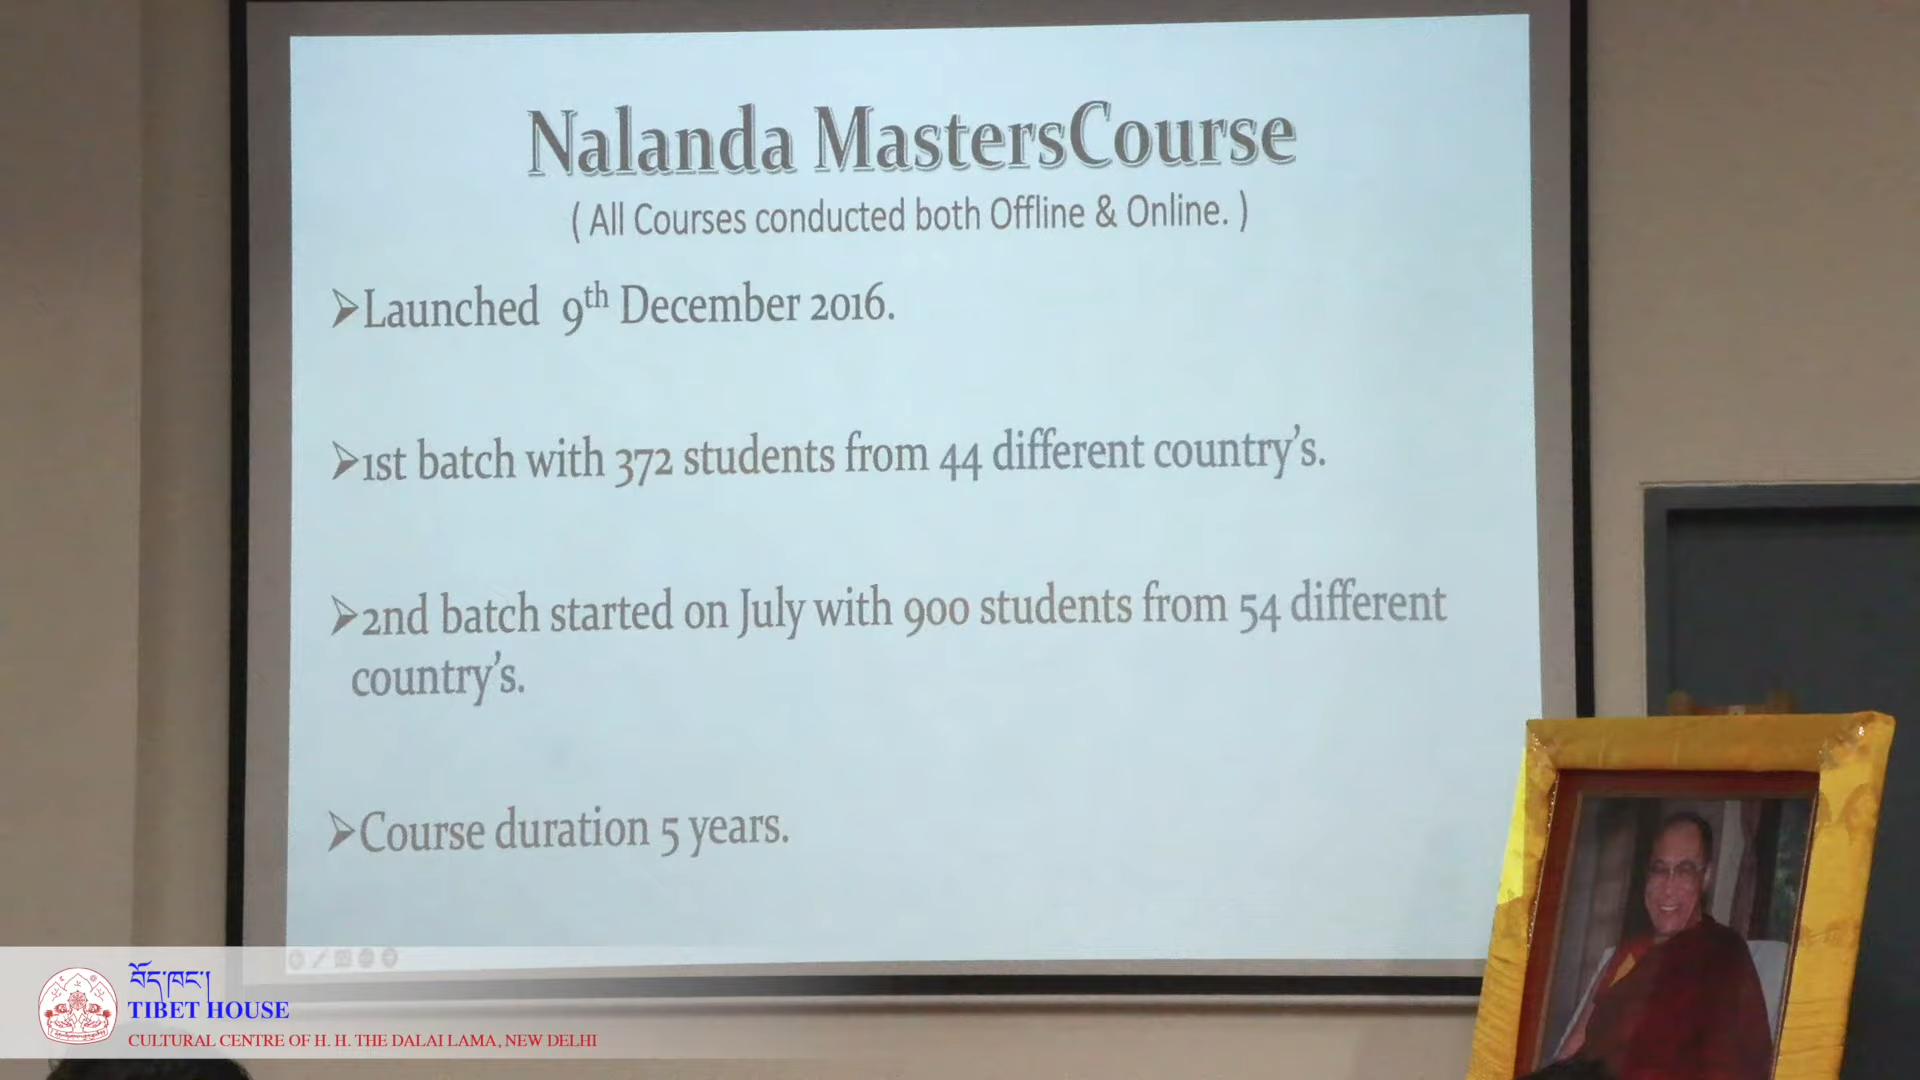 Nalanda MastersCourse
( All Courses conducted both Offline & Online. )
➢Launched 9th December 2016.
➢1st batch with 372 students from 44 different country's.
➢2nd batch started on July with 900 students from 54 different
country's.
➢Course duration 5 years.
བོད་ཁང་།
TIBET HOUSE
CULTURAL CENTRE OF H. H. THE DALAI LAMA, NEW DELHI